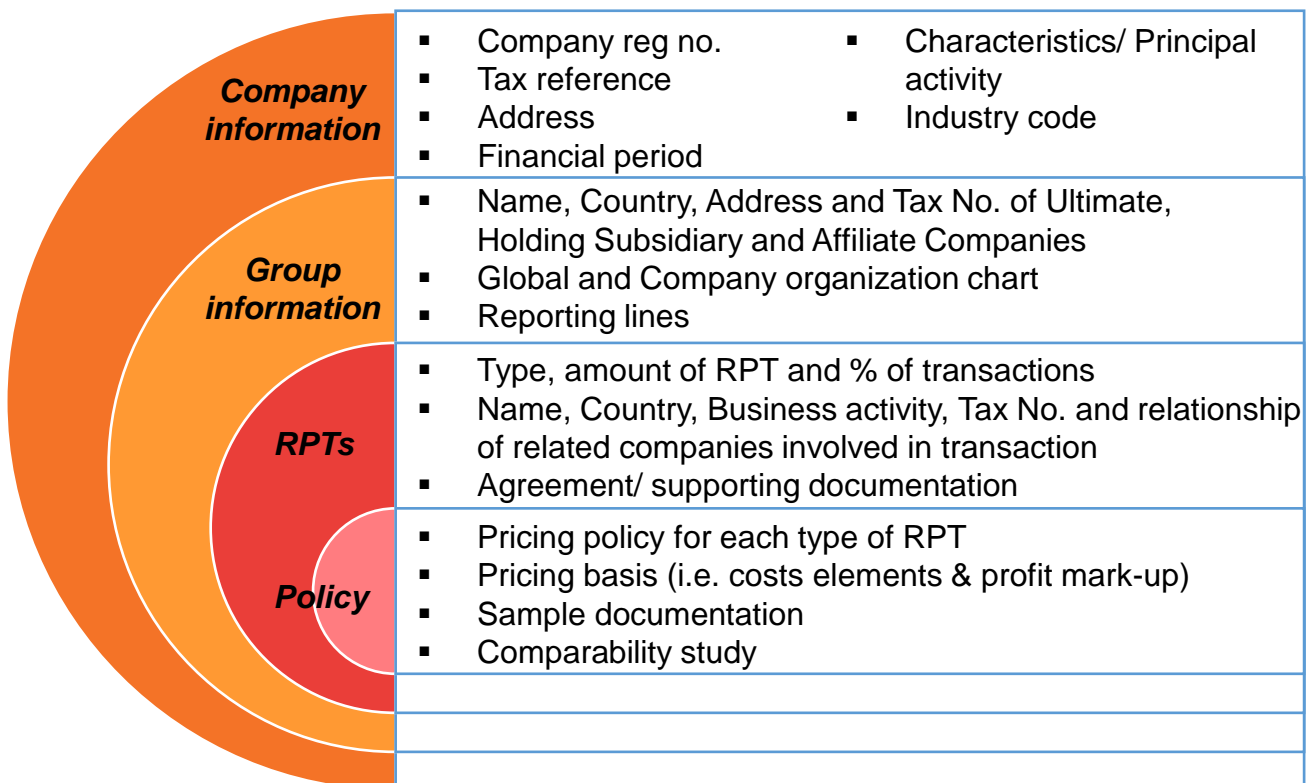 Company
information
▪ Company reg no.
▪ Tax reference
▪ Address
▪ Financial period
▪ Characteristics/ Principal
activity
▪ Industry code
Group
information
▪ Name, Country, Address and Tax No. of Ultimate,
Holding Subsidiary and Affiliate Companies
▪ Global and Company organization chart
▪ Reporting lines
RPTs
▪ Type, amount of RPT and % of transactions
▪ Name, Country, Business activity, Tax No. and relationship
of related companies involved in transaction
▪ Agreement/ supporting documentation
Policy
▪ Pricing policy for each type of RPT
▪ Pricing basis (i.e. costs elements & profit mark-up)
▪ Sample documentation
▪ Comparability study